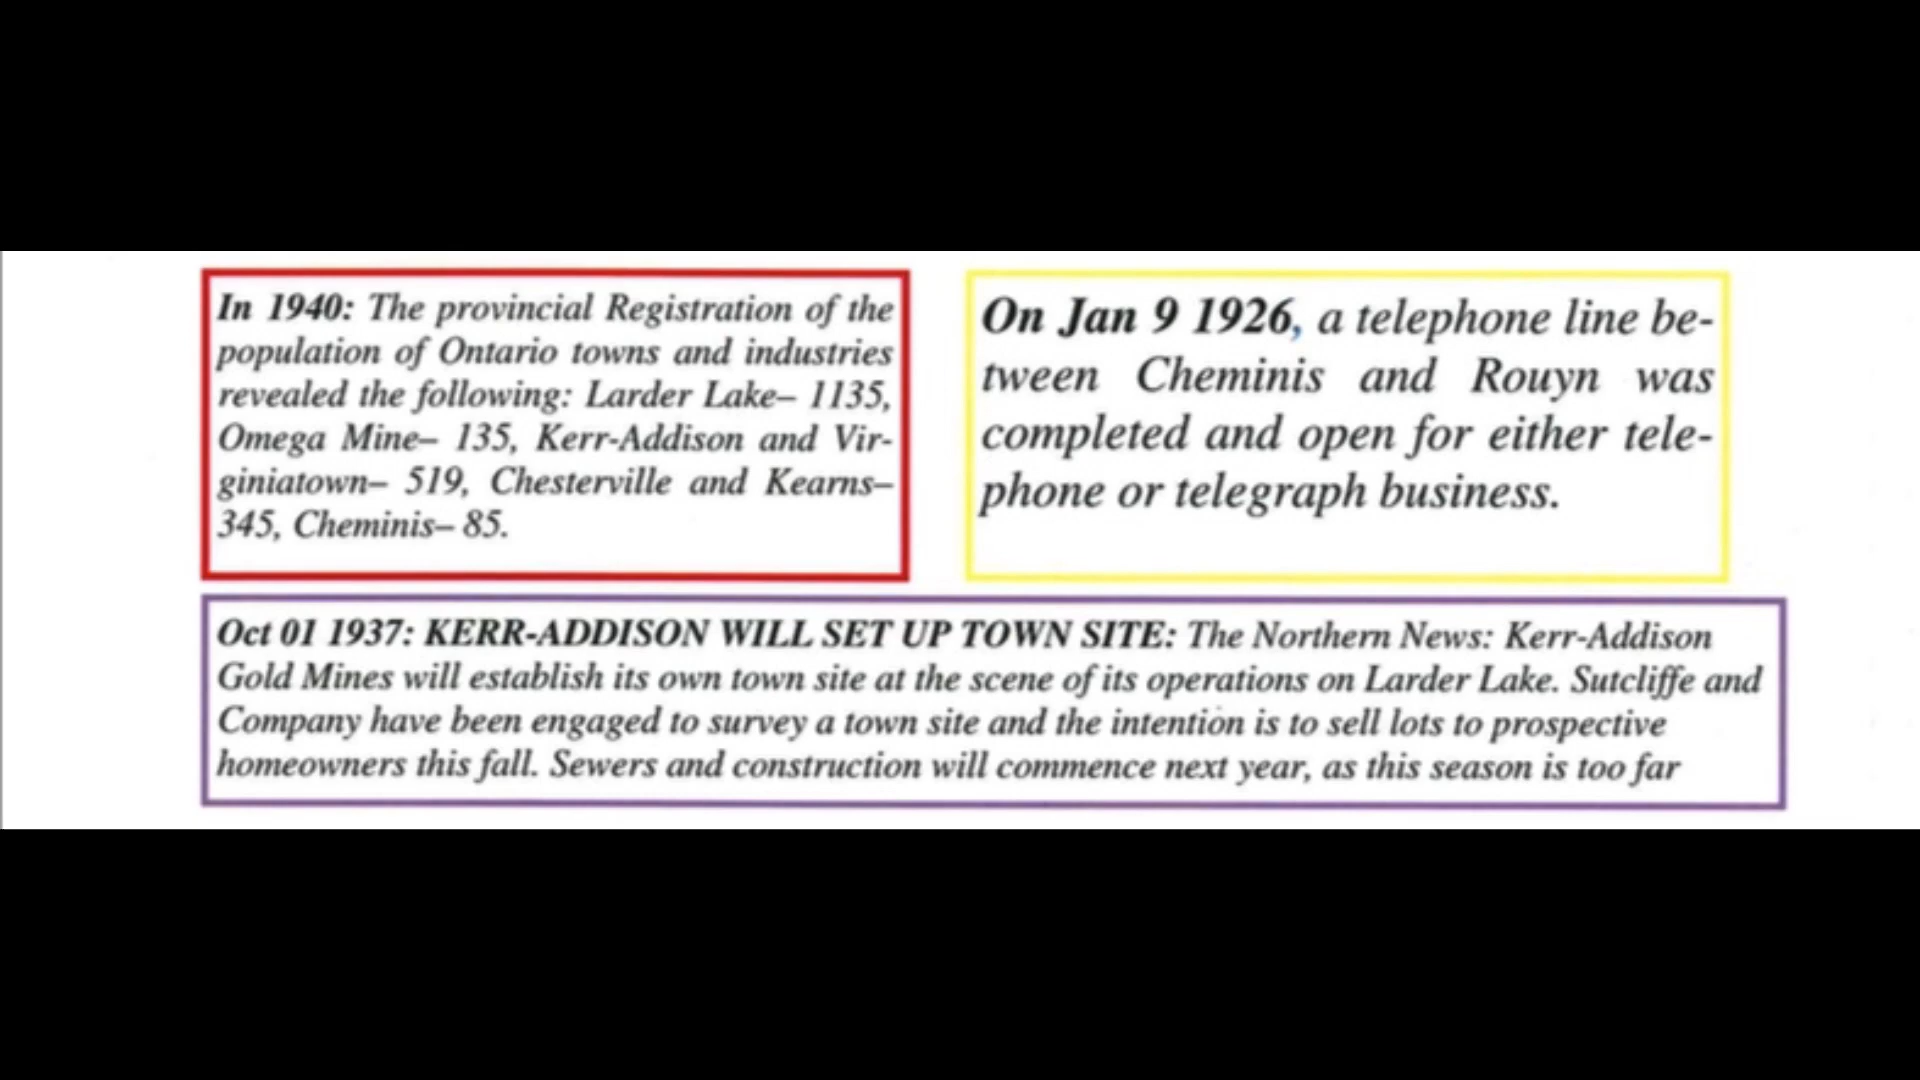 In 1940: The provincial Registration of the
population of Ontario towns and industries
revealed the following: Larder Lake– 1135,
Omega Mine– 135, Kerr-Addison and Vir-
giniatown– 519, Chesterville and Kearns–
345, Cheminis– 85.
On Jan 9 1926, a telephone line be-
tween Cheminis and Rouyn was
completed and open for either tele-
phone or telegraph business.
Oct 01 1937: KERR-ADDISON WILL SET UP TOWN SITE: The Northern News: Kerr-Addison
Gold Mines will establish its own town site at the scene of its operations on Larder Lake. Sutcliffe and
Company have been engaged to survey a town site and the intention is to sell lots to prospective
homeowners this fall. Sewers and construction will commence next year, as this season is too far